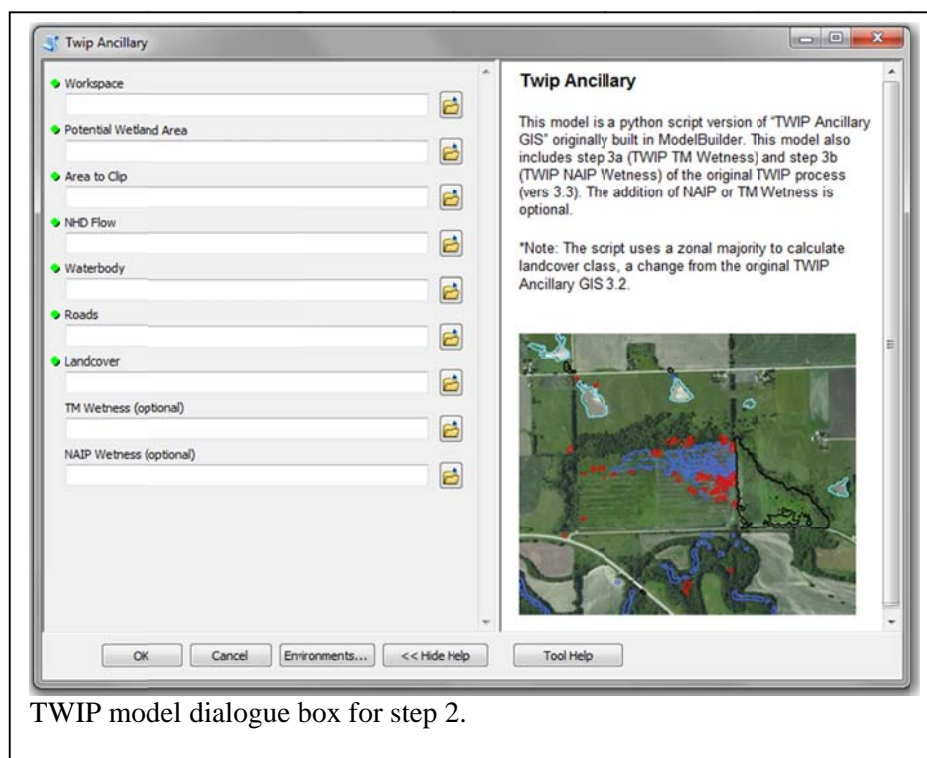 Twip Ancillary
Workspace
Potential Wetland Area
Area to Clip
NHD Flow
Waterbody
Roads
Landcover
TM Wetness (optional)
NAIP Wetness (optional)
Twip Ancillary
This model is a python script version of "TWIP Ancillary
GIS" originally built in ModelBuilder. This model also
includes step 3a (TWIP TM Wetness) and step 3b
(TWIP NAIP Wetness) of the original TWIP process
(vers 3.3). The addition of NAIP or TM Wetness is
optional.
*Note: The script uses a zonal majority to calculate
landcover class, a change from the original TWIP
Ancillary GIS 3.2.
OK
Cancel
Environments...
<< Hide Help
Tool Help
TWIP model dialogue box for step 2.